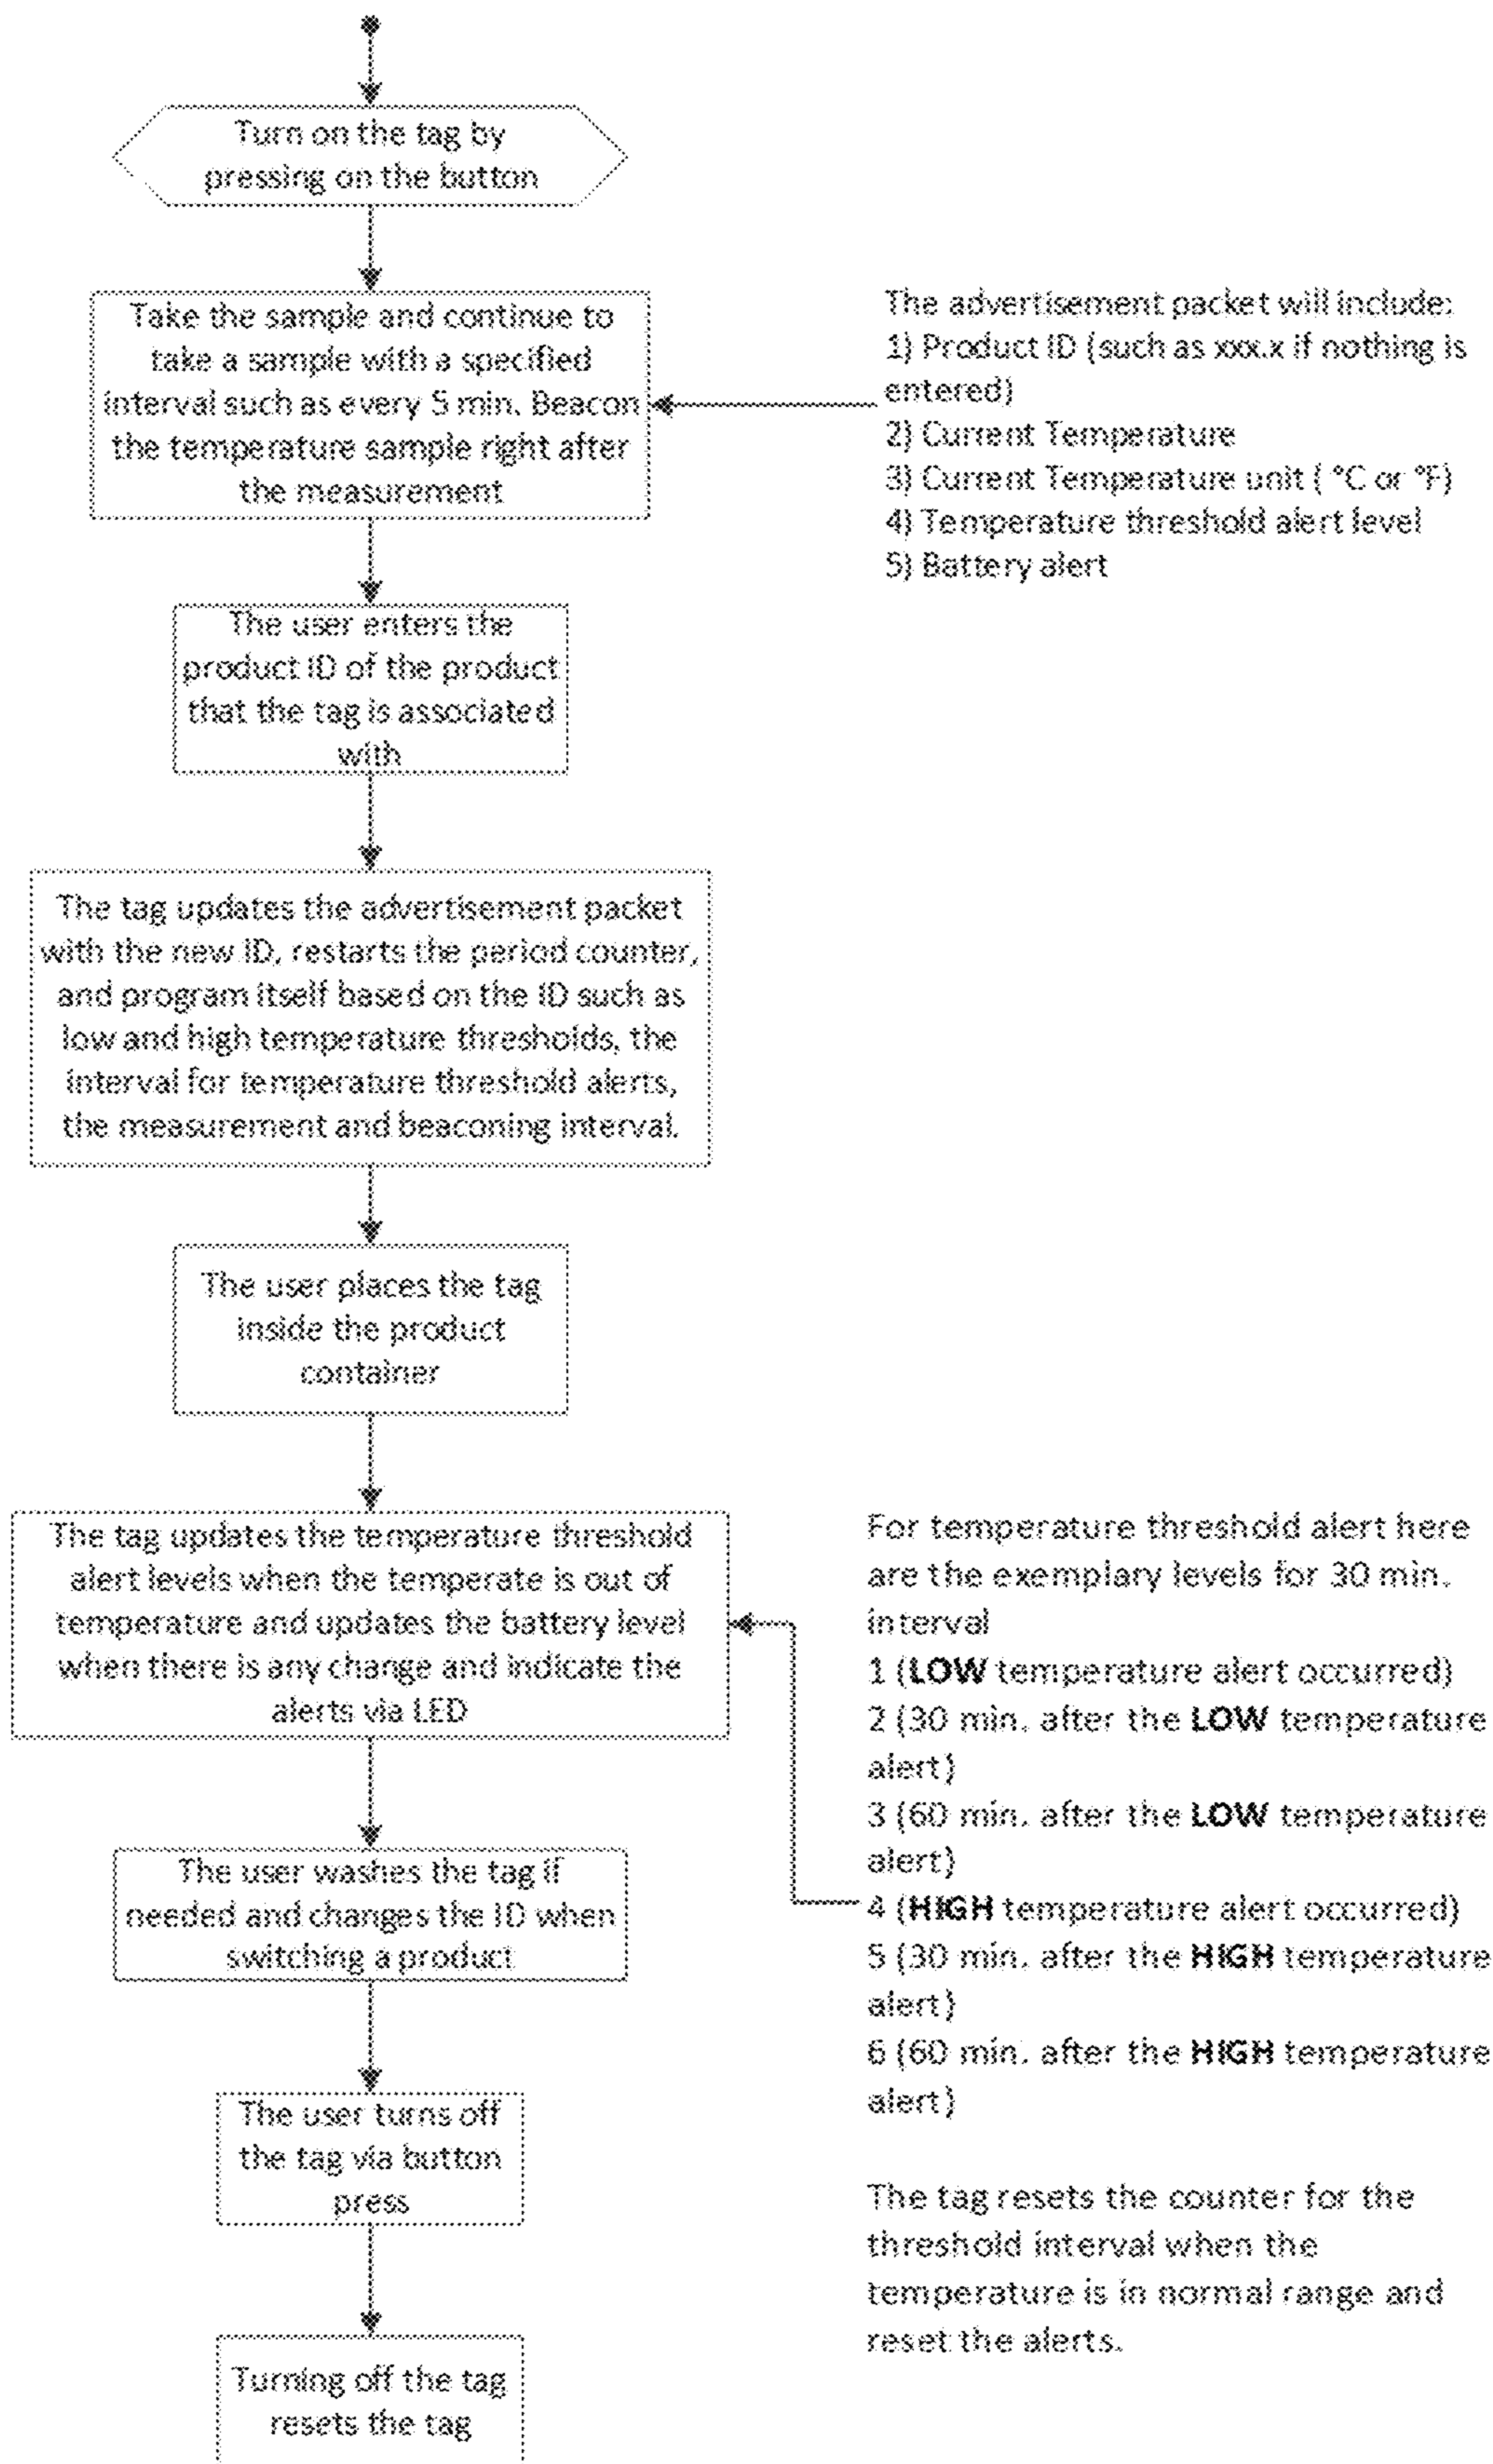 Turn on the tag by
pressing on the button
Take the sample and continue to
take a sample with a specified
interval such as every 5 min. Beacon
the temperature sample right after
the measurement
The advertisement packet will include:
1) Product ID (such as xxx.x if nothing is
entered)
2) Current Temperature
3) Current Temperature unit ( °C or °F)
4) Temperature threshold alert level
5) Battery alert
The user enters the
product ID of the product
that the tag is associated
with
The tag updates the advertisement packet
with the new ID, restarts the period counter,
and program itself based on the ID such as
low and high temperature thresholds, the
interval for temperature threshold alerts,
the measurement and beaconing interval.
The user places the tag
inside the product
container
The tag updates the temperature threshold
alert levels when the temperate is out of
temperature and updates the battery level
when there is any change and indicate the
alerts via LED
For temperature threshold alert here
are the exemplary levels for 30 min.
interval
1 (LOW temperature alert occurred)
2 (30 min. after the LOW temperature
alert)
3 (60 min. after the LOW temperature
alert)
4 (HIGH temperature alert occurred)
5 (30 min. after the HIGH temperature
alert)
6 (60 min. after the HIGH temperature
alert)
The tag resets the counter for the
threshold interval when the
temperature is in normal range and
reset the alerts.
The user washes the tag if
needed and changes the ID when
switching a product
The user turns off
the tag via button
press
Turning off the tag
resets the tag